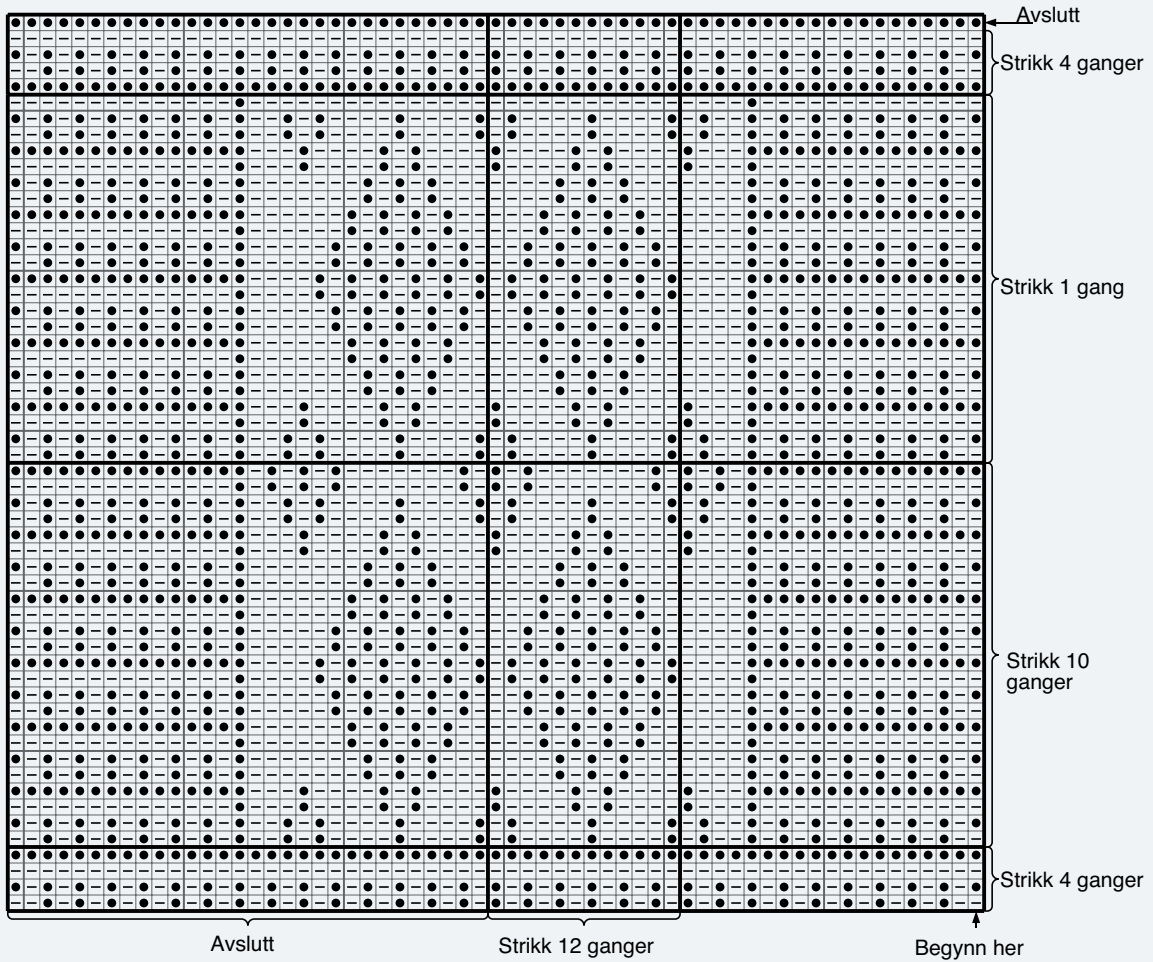 Avslutt
Strikk 4 ganger
Strikk 1 gang
Strikk 10
ganger
Strikk 4 ganger
Avslutt
Strikk 12 ganger
Begynn her